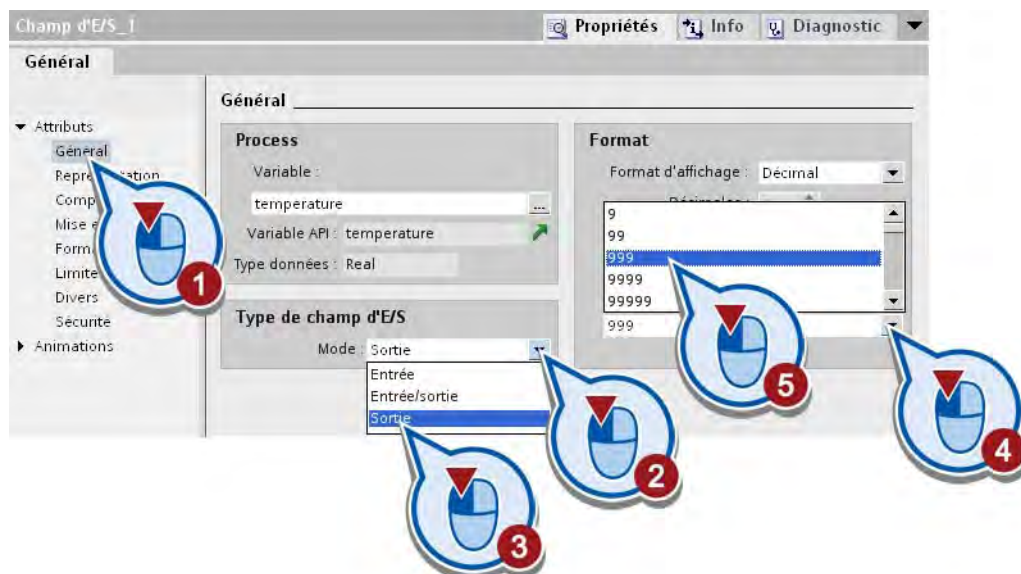 Champ d'E/S_1
Propriétés Info Diagnostic
Général
Général
Attributs
Général
Mise
Limite
Divers
Sécurité
Animations
Process
Variable :
temperature ...
Variable API : temperature
Type données : Real
Type de champ d'E/S
Mode : Sortie
Entrée
Entrée/sortie
Sortie
Format
Format d'affichage : Décimal
9
99
999
9999
99999
999
1
2
3
4
5